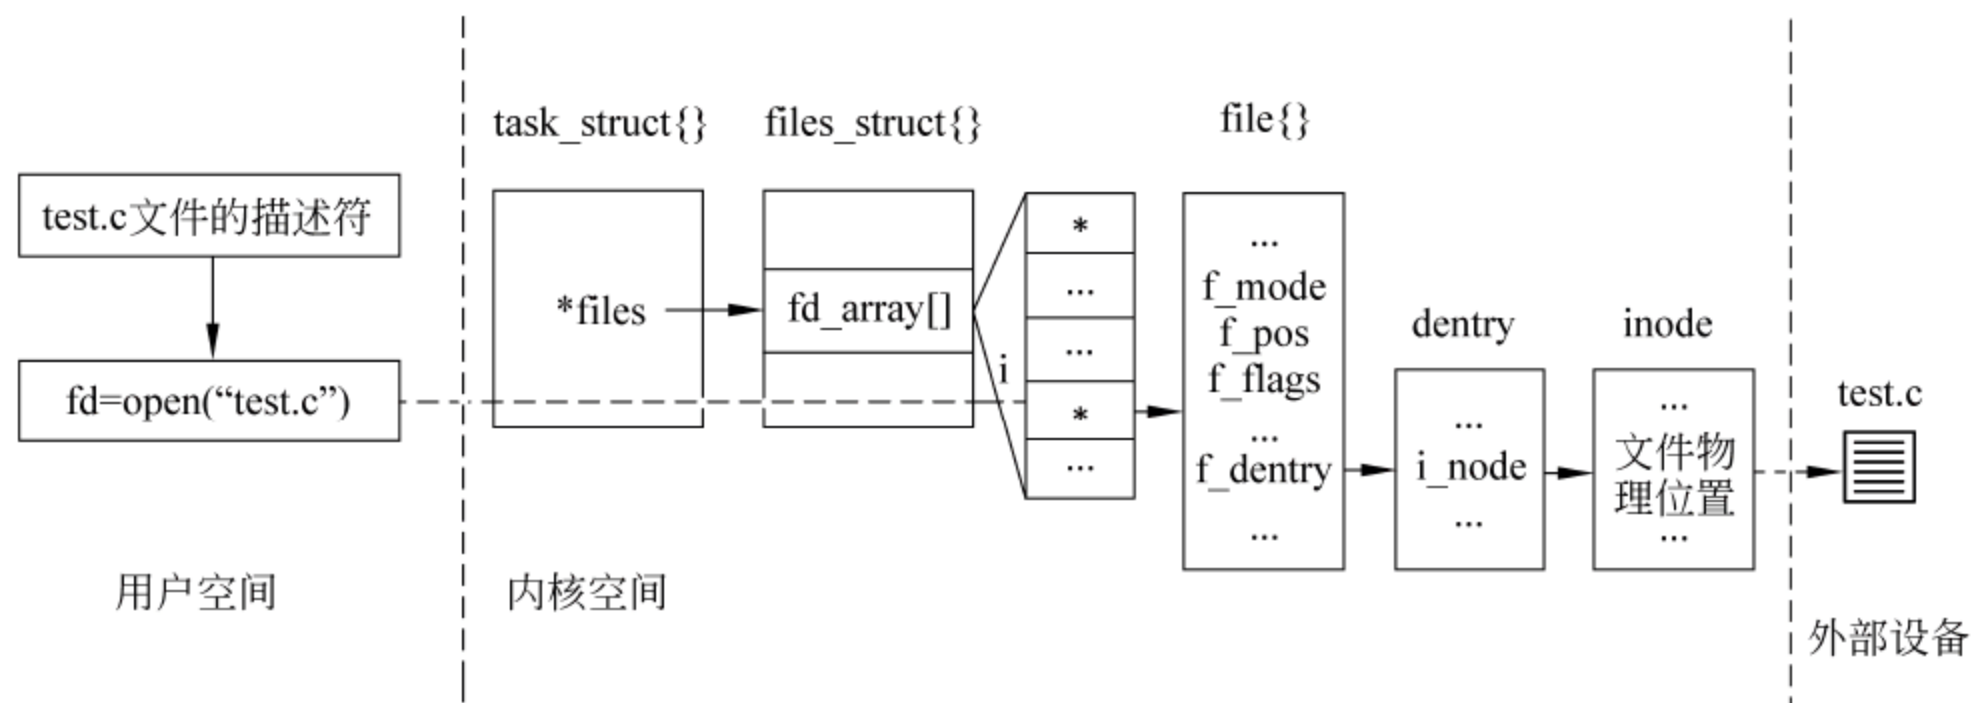 test.c文件的描述符
fd=open(“test.c”)
用户空间
task_struct{}
*files
files_struct{}
fd_array[]
i
*
...
...
*
...
file{}
...
f_mode
f_pos
f_flags
...
f_dentry
...
dentry
...
i_node
...
inode
...
文件物
理位置
...
内核空间
test.c
外部设备